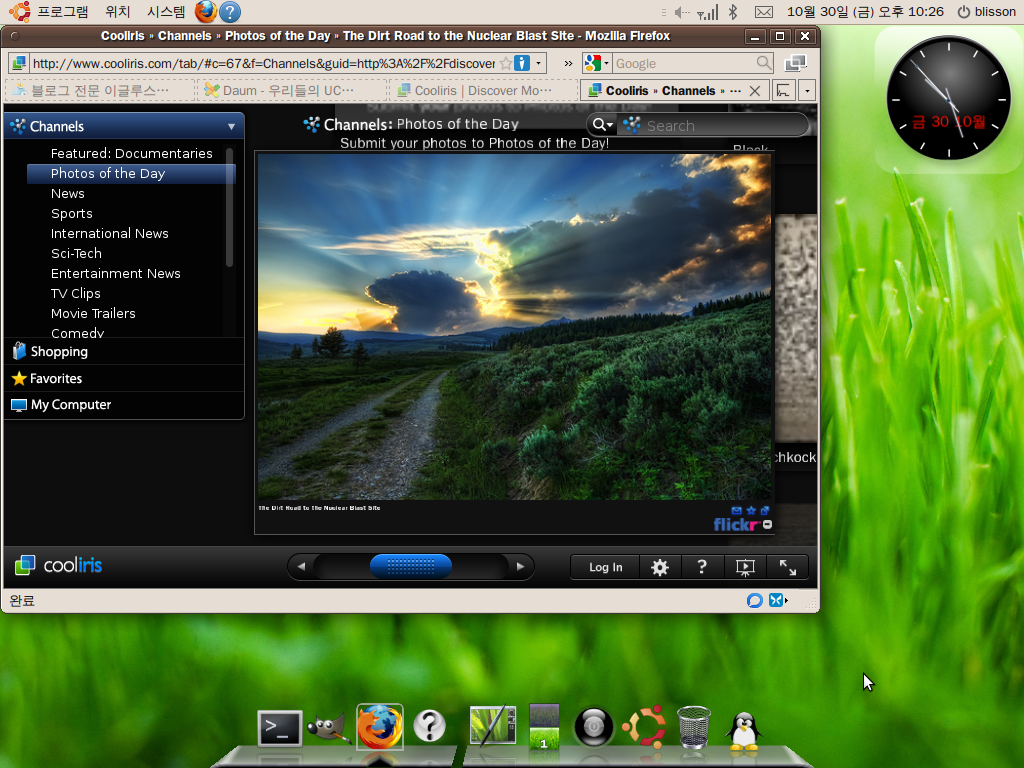 프로그램 위치 시스템
10월 30일 (금) 오후 10:26 blisson
Cooliris » Channels » Photos of the Day » The Dirt Road to the Nuclear Blast Site - Mozilla Firefox
http://www.cooliris.com/tab/#c=67&f=Channels&guid=http%3A%2F%2Fdiscover
Google
블로그 전문 이글루스⋯
Daum - 우리들의 UC⋯
Cooliris | Discover Mo⋯
Cooliris » Channels » ⋯
금 30 10월
Channels
Channels: Photos of the Day
Search
Submit your photos to Photos of the Day!
Black
Featured: Documentaries
Photos of the Day
News
Sports
International News
Sci-Tech
Entertainment News
TV Clips
Movie Trailers
Comedy
Shopping
Favorites
My Computer
chkock
The Dirt Road to the Nuclear Blast Site
flickr
cooliris
Log In
?
완료
>_
?
1